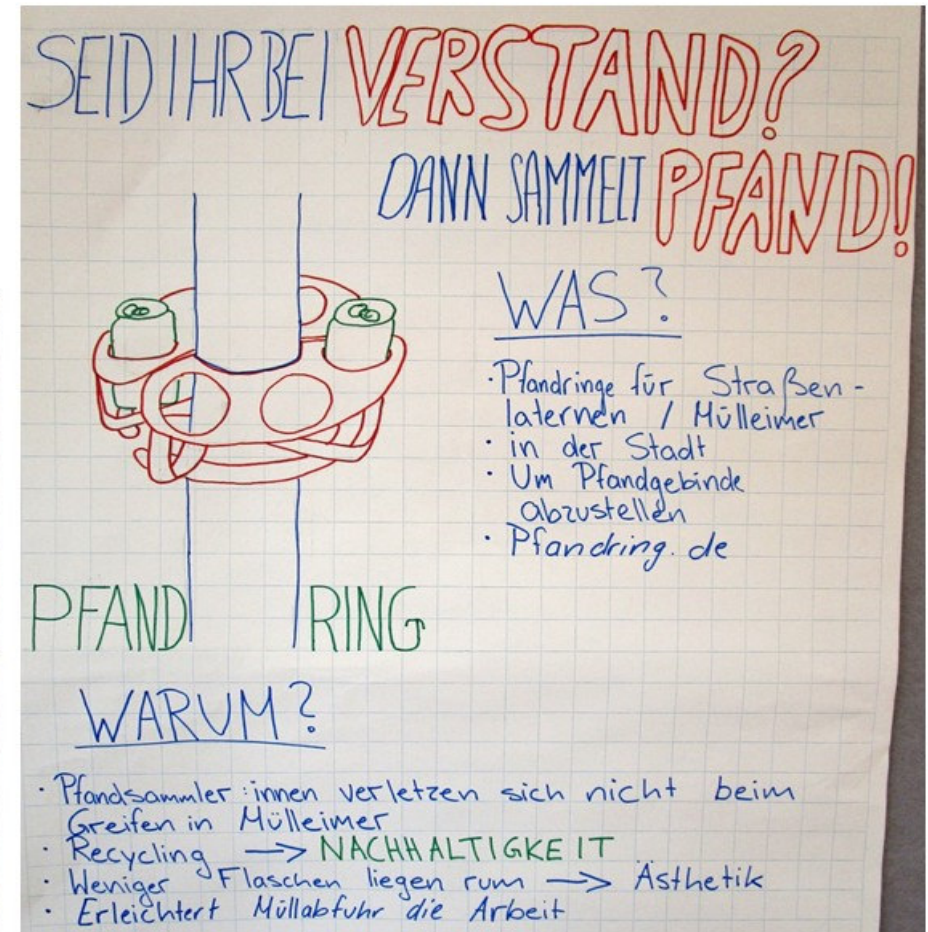 SEID IHR BEI VERSTAND?
DANN SAMMELT PFAND!
WAS?
· Pfandringe für Straßen-
laternen / Mülleimer
· in der Stadt
· Um Pfandgebinde
abzustellen
· Pfandring.de
PFAND RING
WARUM?
· Pfandsammler:innen verletzen sich nicht beim
Greifen in Mülleimer
· Recycling → NACHHALTIGKEIT
· Weniger Flaschen liegen rum → Ästhetik
· Erleichtert Müllabfuhr die Arbeit